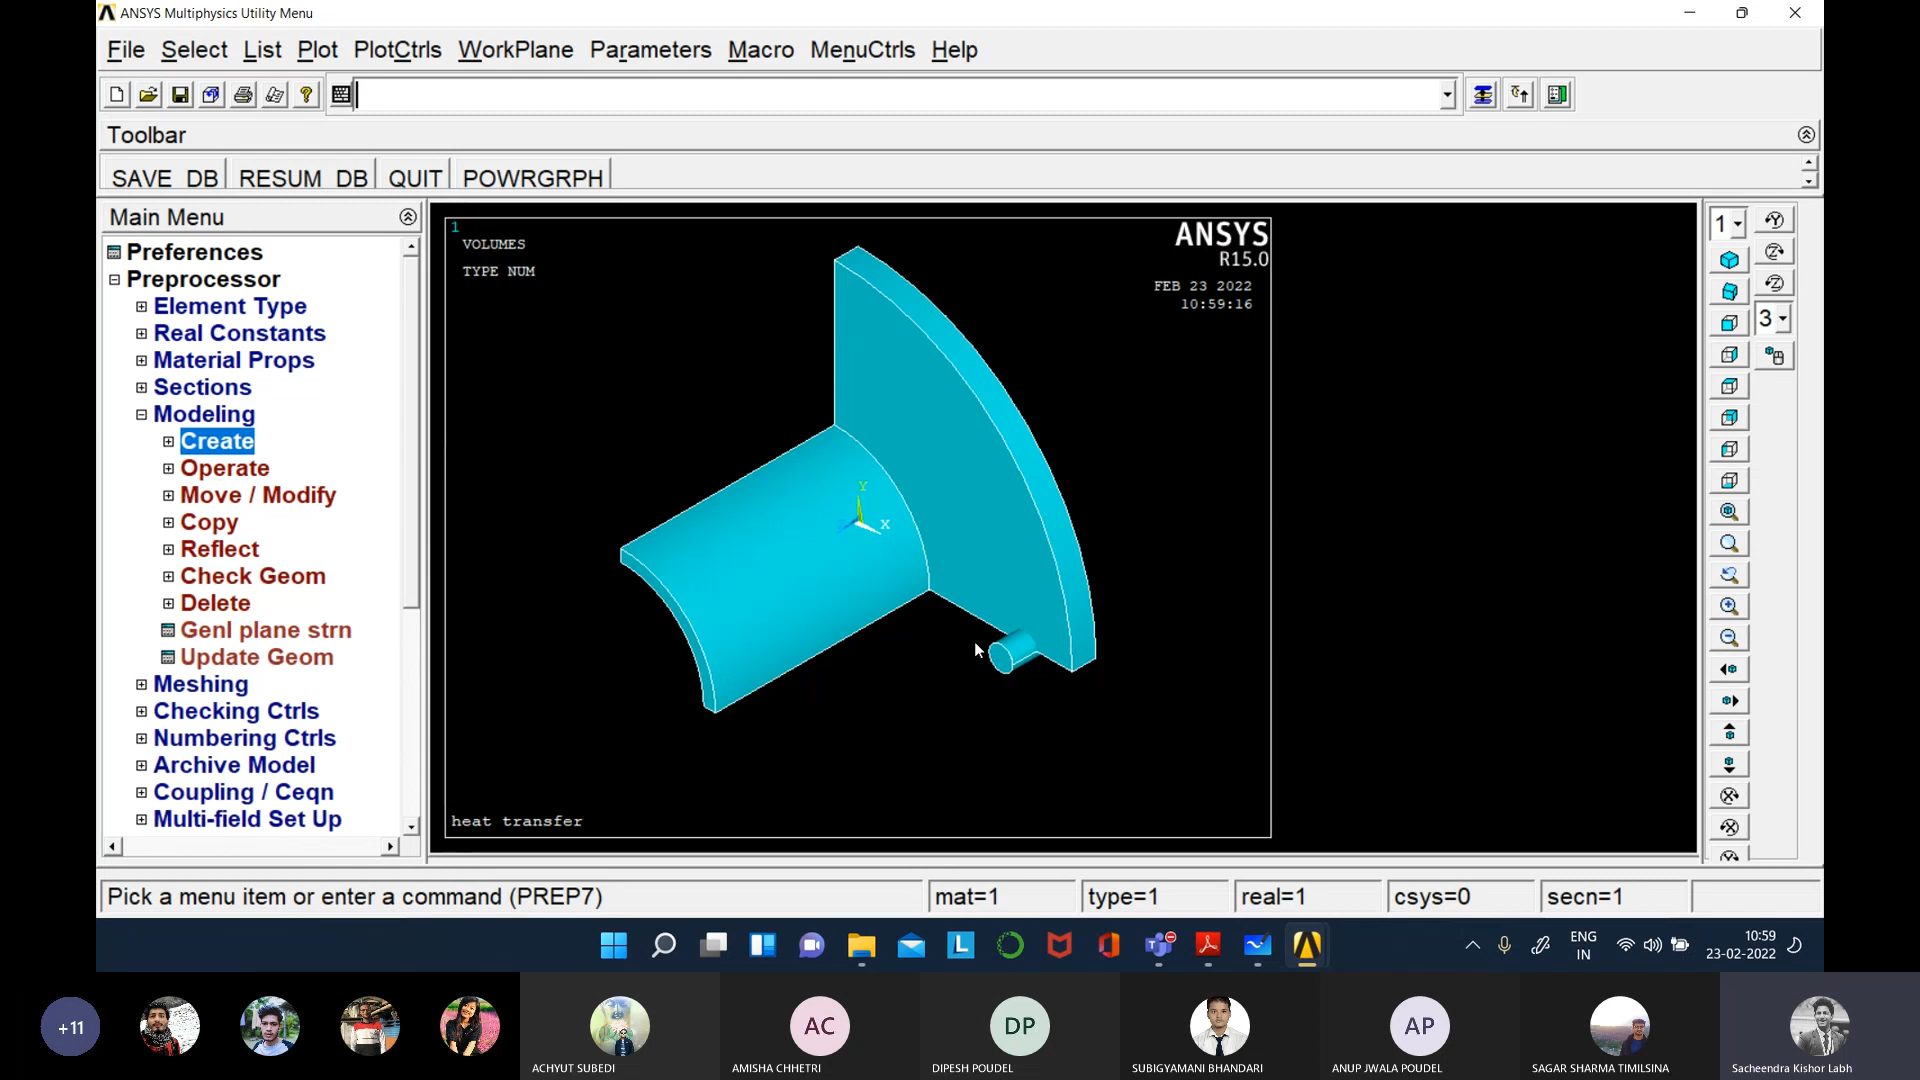 ANSYS Multiphysics Utility Menu
File Select List Plot PlotCtrls WorkPlane Parameters Macro MenuCtrls Help
Toolbar
SAVE_DB RESUM_DB QUIT POWRGRPH
Main Menu
Preferences
Preprocessor
Element Type
Real Constants
Material Props
Sections
Modeling
Create
Operate
Move / Modify
Copy
Reflect
Check Geom
Delete
Genl plane strn
Update Geom
Meshing
Checking Ctrls
Numbering Ctrls
Archive Model
Coupling / Ceqn
Multi-field Set Up
1
VOLUMES
TYPE NUM
ANSYS
R15.0
FEB 23 2022
10:59:16
Y
X
heat transfer
1
3
Pick a menu item or enter a command (PREP7)
mat=1
type=1
real=1
csys=0
secn=1
ENG
IN
10:59
23-02-2022
+11
AC
DP
AP
ACHYUT SUBEDI
AMISHA CHHETRI
DIPESH POUDEL
SUBIGYAMANI BHANDARI
ANUP JWALA POUDEL
SAGAR SHARMA TIMILSINA
Sacheendra Kishor Labh